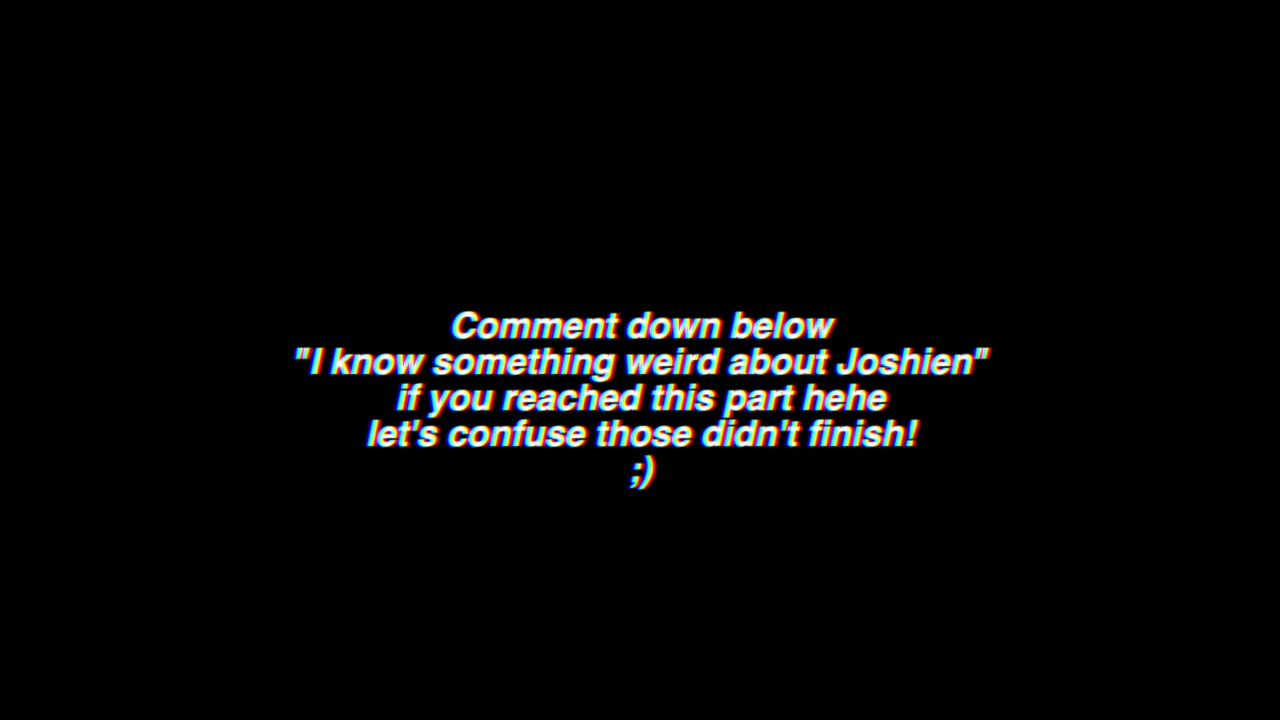 Comment down below
"I know something weird about Joshien"
if you reached this part hehe
let's confuse those didn't finish!
;)